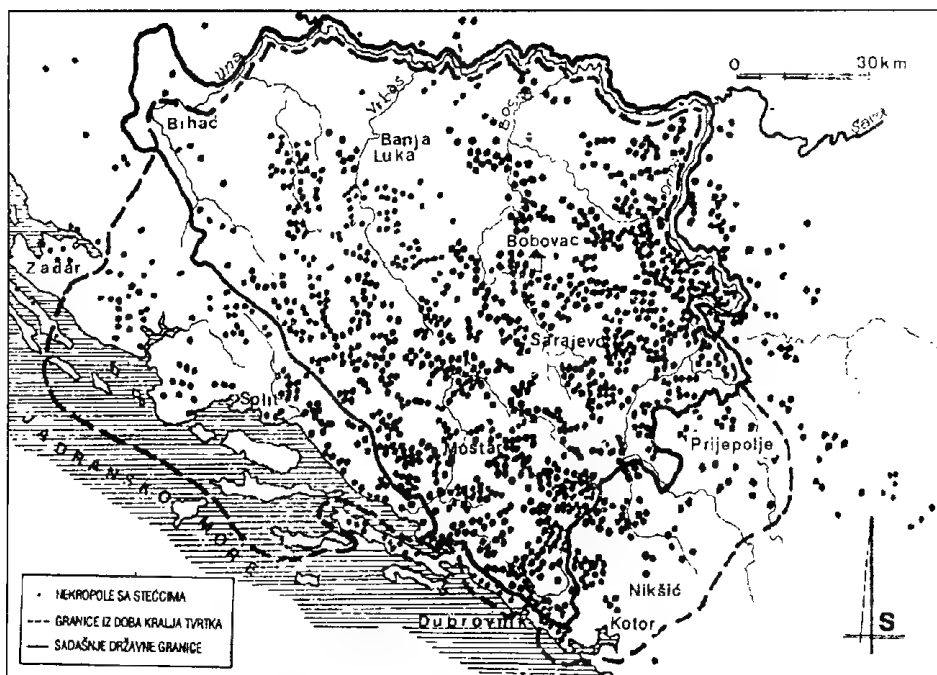 0 30km
Una
Vrbas
Bosna
Sava
Bihać
Banja
Luka
Bobovac
Zadar
Sarajevo
Split
Mostar
Prijepolje
JADRANSKO MORE
Nikšić
Dubrovnik
Kotor
S
NEKROPOLE SA STEĆCIMA
GRANICE IZ DOBA KRALJA TVRTKA
SADAŠNJE DRŽAVNE GRANICE